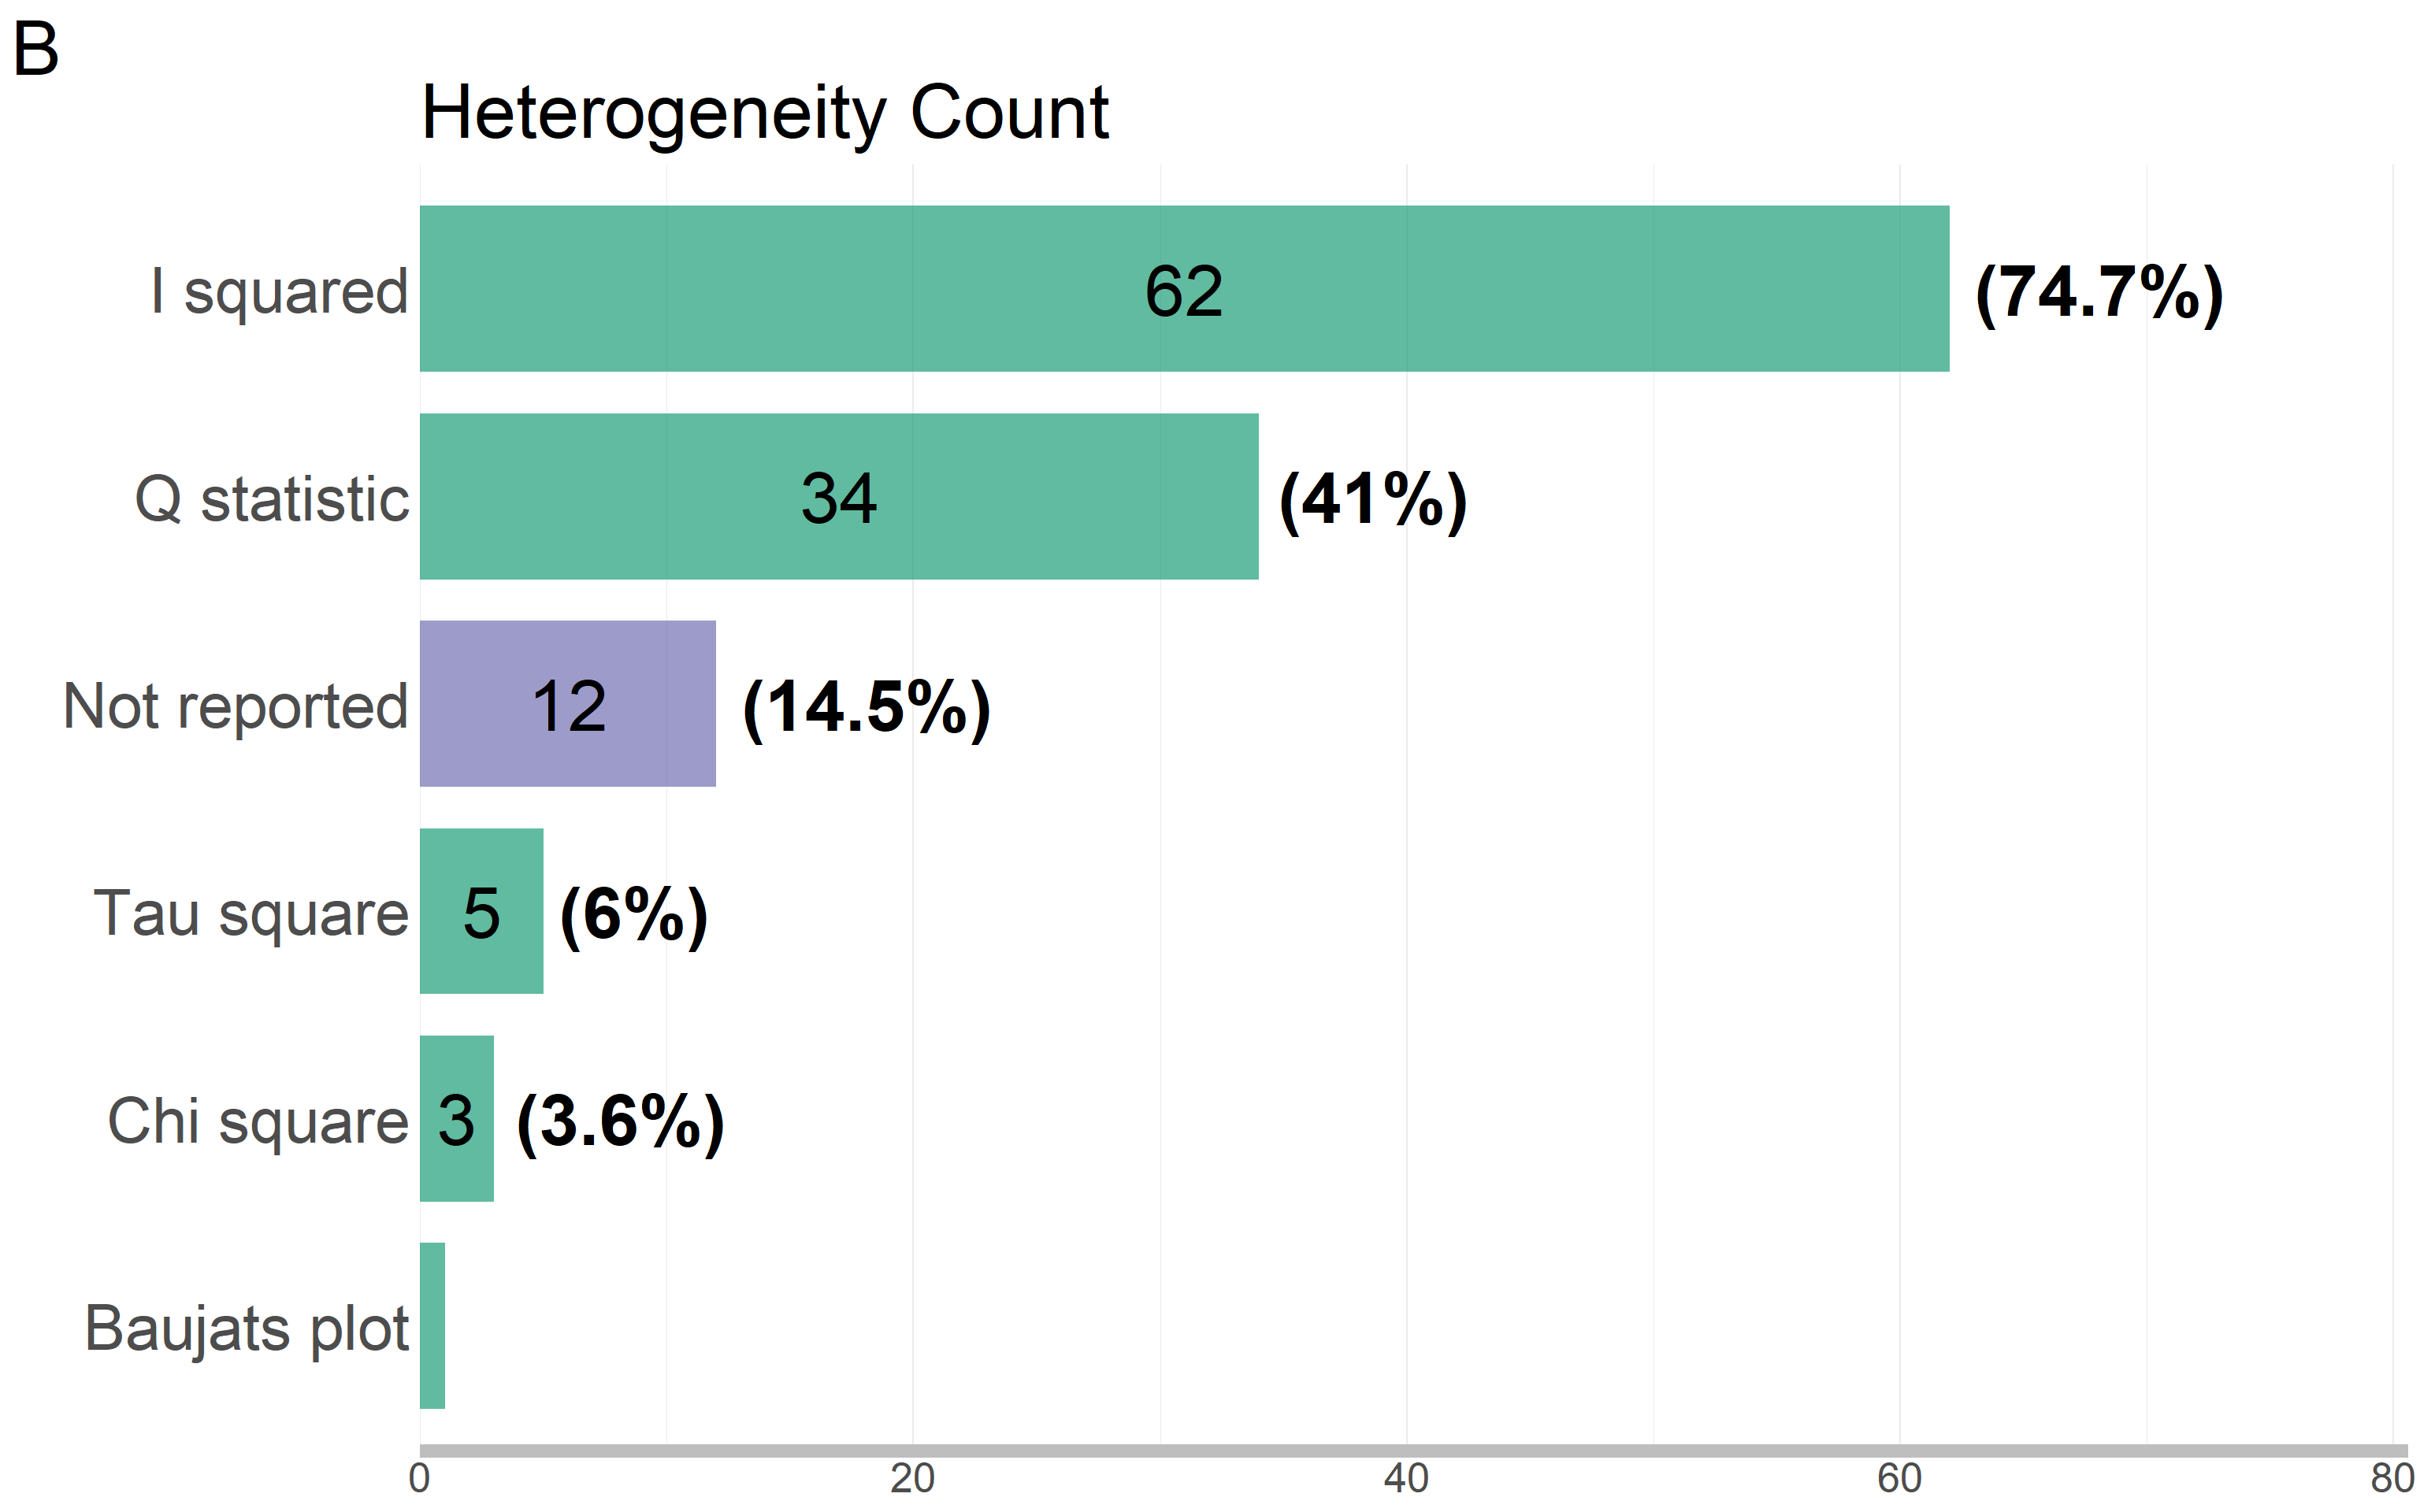 B
Heterogeneity Count
I squared 62 (74.7%)
Q statistic 34 (41%)
Not reported 12 (14.5%)
Tau square 5 (6%)
Chi square 3 (3.6%)
Baujats plot
0 20 40 60 80